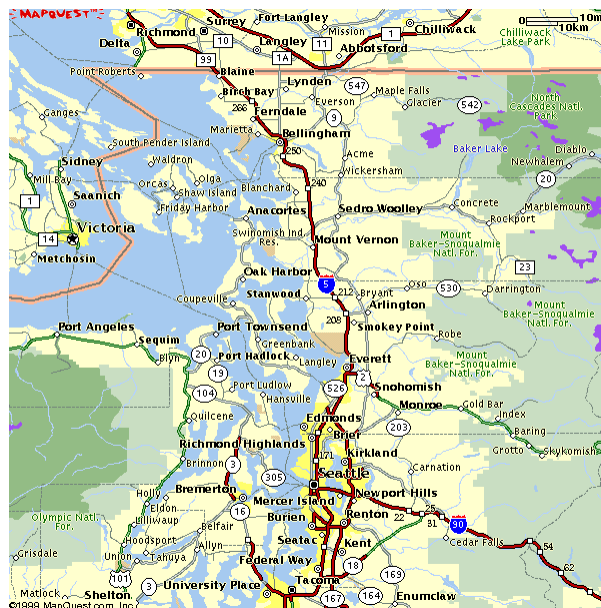 MAPQUEST
Richmond
Surrey
Fort Langley
Mission
Chilliwack
0 10m
10km
Delta
10
Langley
11
1
Abbotsford
Chilliwack
Lake Park
99
1A
Point Roberts
Blaine
Lynden
547
Maple Falls
Birch Bay
Everson
Glacier
542
North
Cascades Natl.
Park
266
Ferndale
9
Ganges
Marietta
Bellingham
South Pender Island
250
Acme
Baker Lake
Diablo
Sidney
Waldron
Newhalem
Mill Bay
Olga
Wickersham
20
Orcas
Blanchard
240
1
Saanich
Shaw Island
Friday Harbor
Anacortes
Sedro Woolley
Concrete
Marblemount
Rockport
14
Victoria
Swinomish Ind.
Res.
Mount Vernon
Mount
Baker-Snoqualmie
Natl. For.
Metchosin
23
Oak Harbor
5
Oso
530
Darrington
Coupeville
Stanwood
212
Bryant
Arlington
Mount
Baker-Snoqualmie
Natl. For.
208
Smokey Point
Port Angeles
Port Townsend
Sequim
Greenbank
Robe
20
Port Hadlock
Langley
Everett
Mount
Baker-Snoqualmie
Natl. For.
Blyn
19
2
104
Port Ludlow
526
Snohomish
Hansville
Monroe
Gold Bar
Quilcene
Edmonds
Index
Brier
203
Baring
Richmond Highlands
Grotto
Skykomish
171
Kirkland
Brinnon
3
305
Seattle
Carnation
Holly
Bremerton
Newport Hills
Mercer Island
Eldon
16
25
90
Lilliwaup
Burien
Renton
22
31
Olympic Natl.
For.
Belfair
Hoodsport
Seatac
Cedar Falls
54
Grisdale
Union
Tahuya
Allyn
Kent
Federal Way
18
62
101
169
Matlock
Shelton
3
University Place
Tacoma
167
164
Enumclaw
©1999 MapQuest.com, Inc.